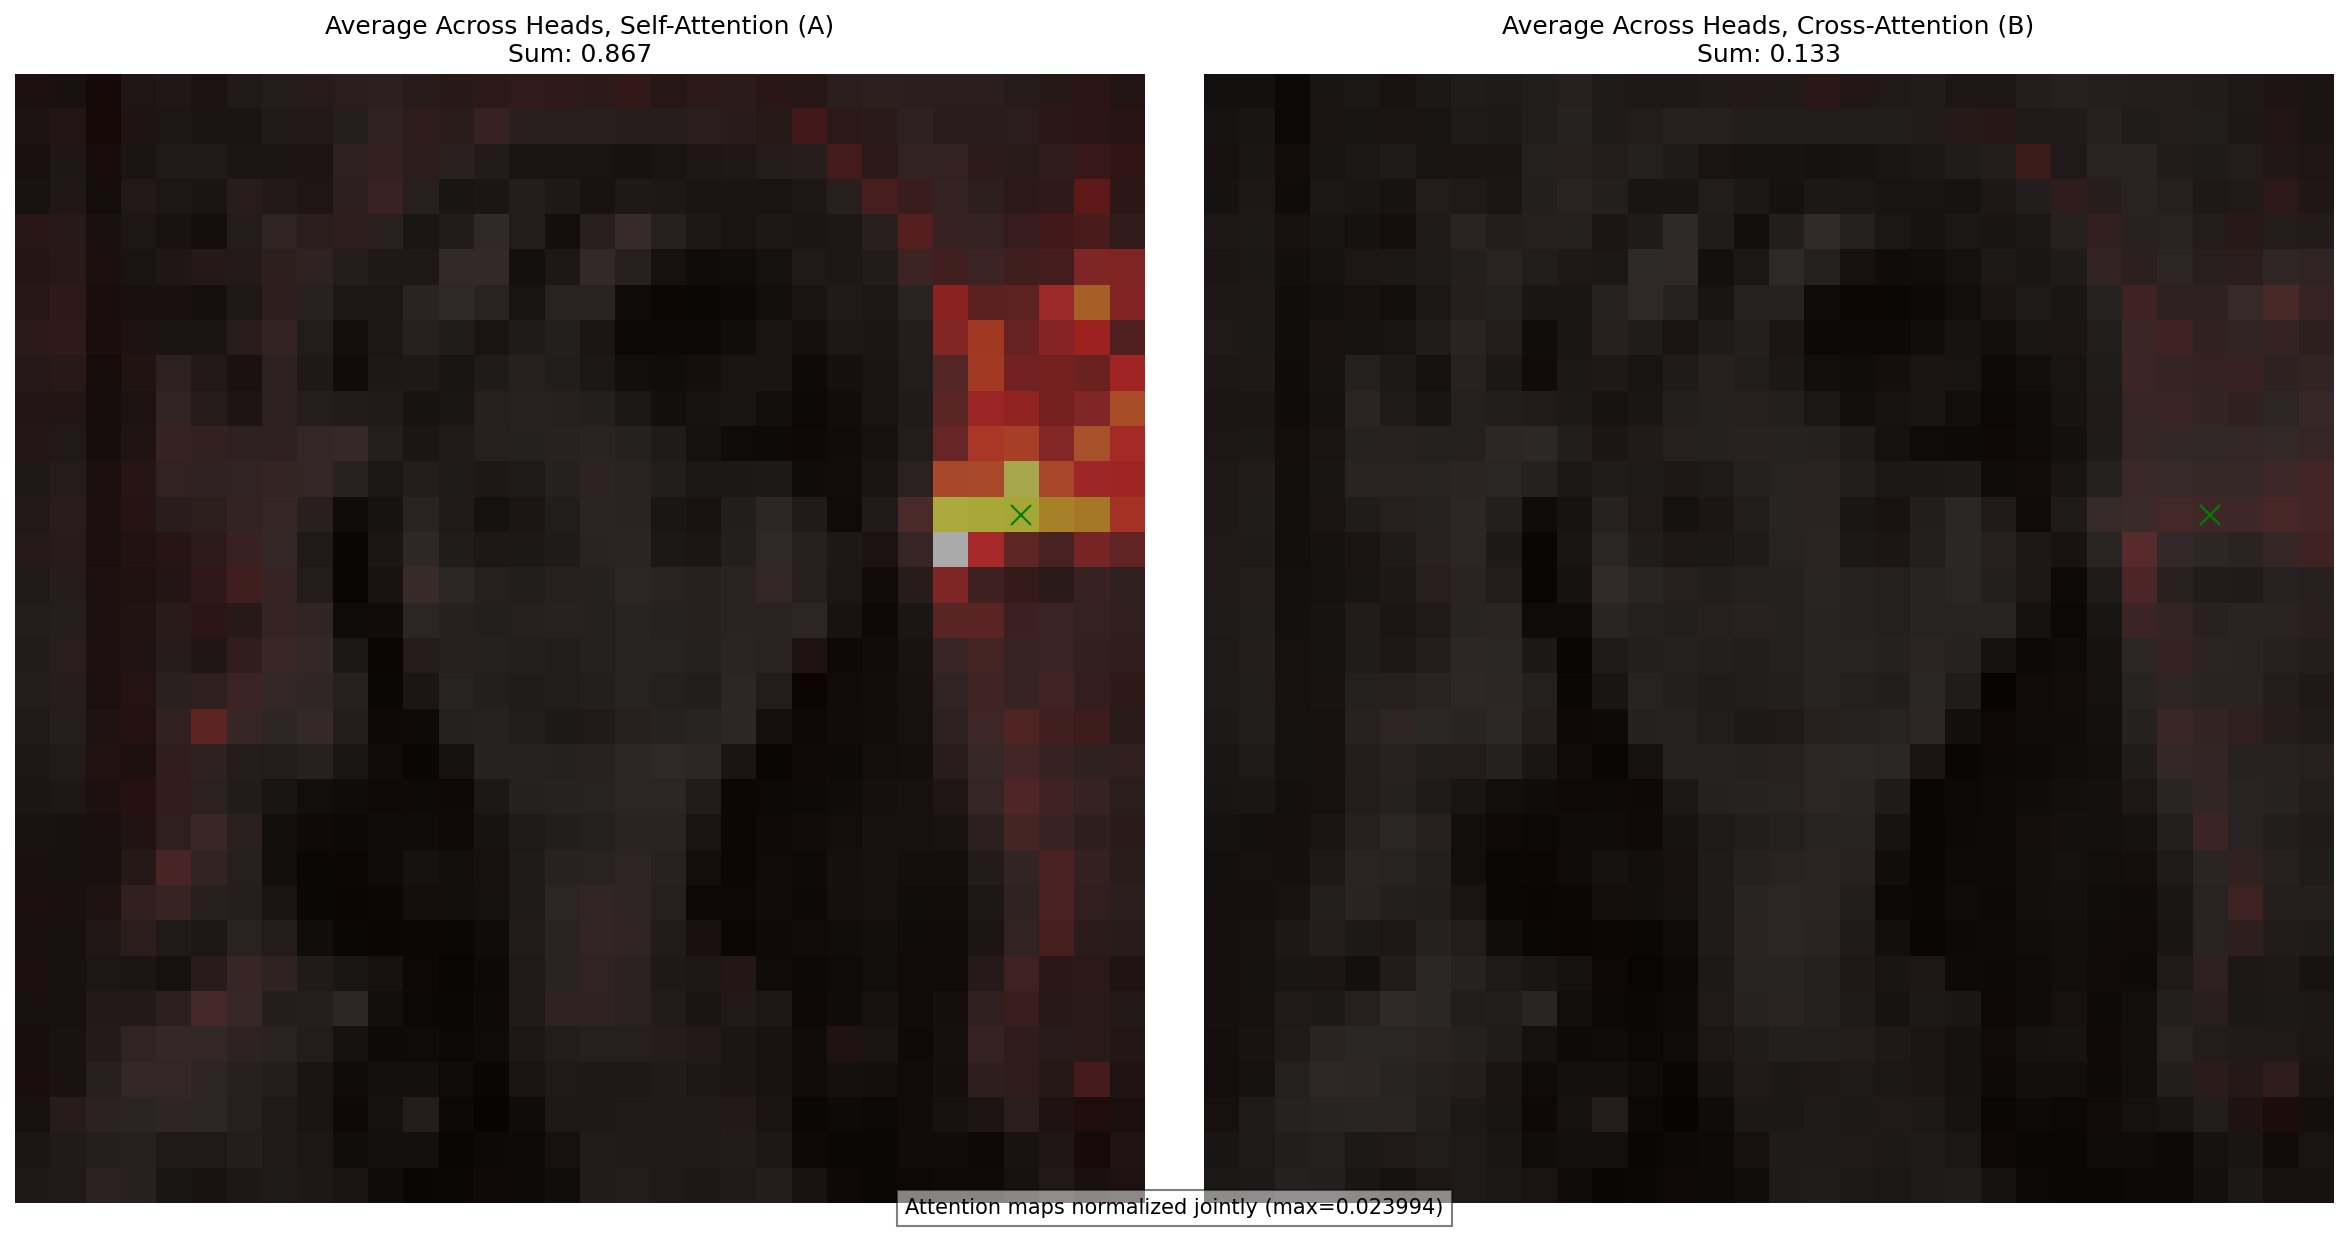 Average Across Heads, Self-Attention (A)
Sum: 0.867
Average Across Heads, Cross-Attention (B)
Sum: 0.133
Attention maps normalized jointly (max=0.023994)